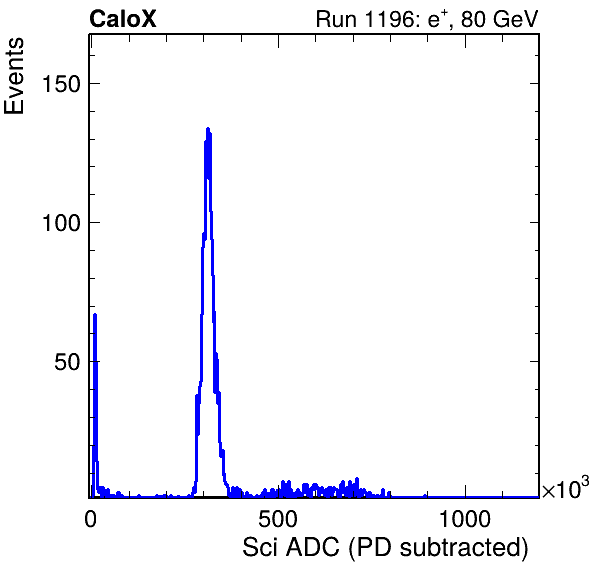 CaloX Run 1196: e⁺, 80 GeV
Events
150
100
50
0 500 1000 ×10³
Sci ADC (PD subtracted)